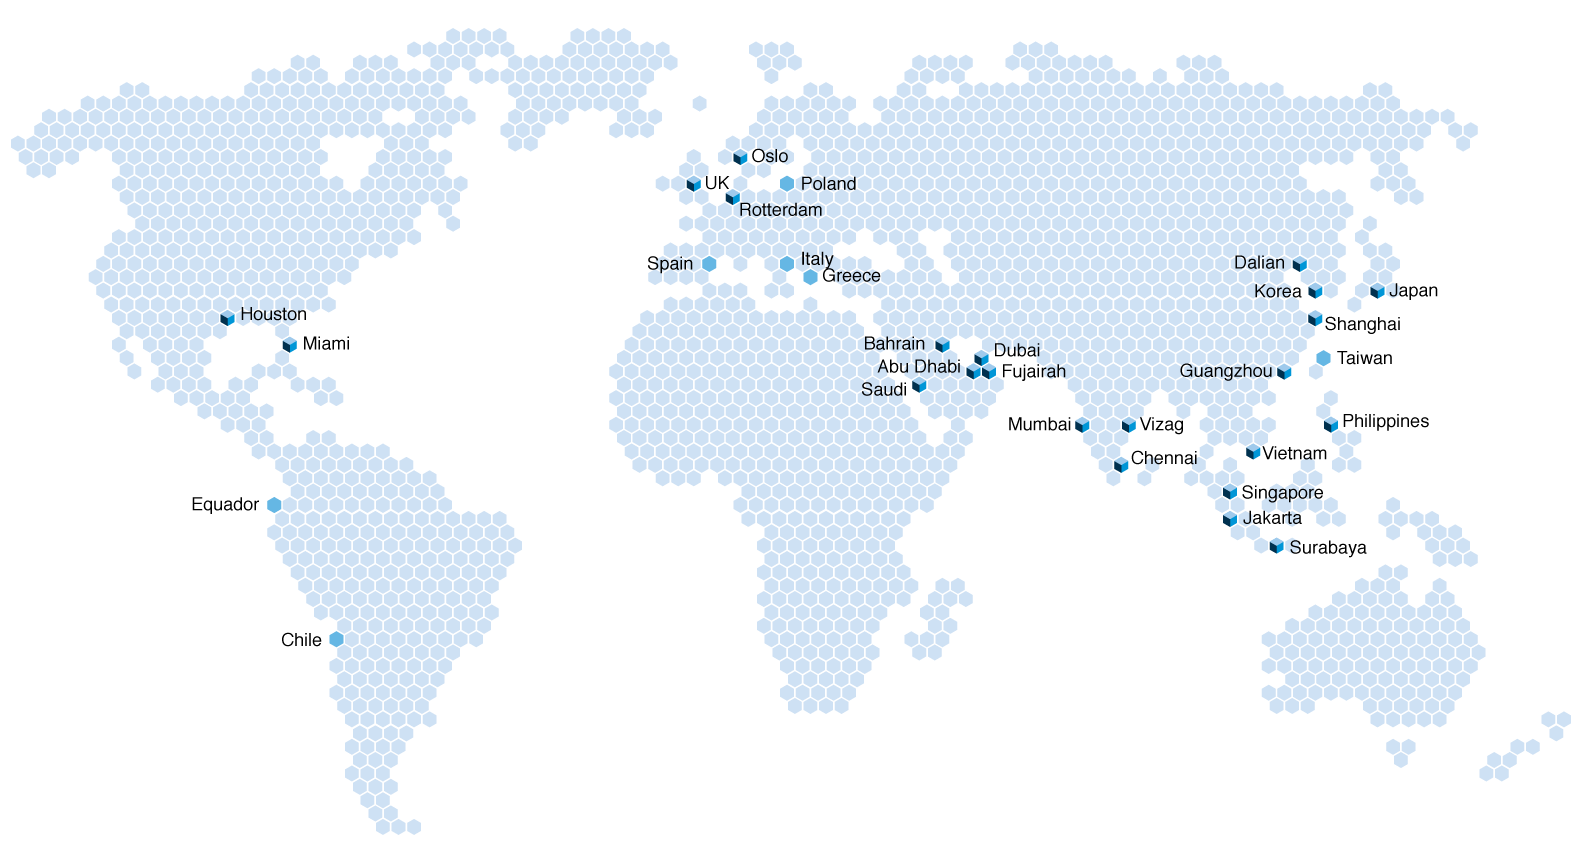 Oslo
UK
Poland
Rotterdam
Spain
Italy
Greece
Dalian
Korea
Japan
Houston
Shanghai
Miami
Bahrain
Dubai
Taiwan
Abu Dhabi
Fujairah
Guangzhou
Saudi
Mumbai
Vizag
Philippines
Chennai
Vietnam
Equador
Singapore
Jakarta
Surabaya
Chile